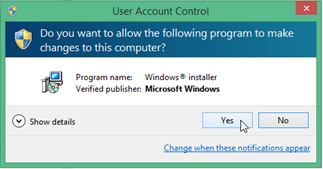 User Account Control
Do you want to allow the following program to make
changes to this computer?
Program name: Windows® installer
Verified publisher: Microsoft Windows
Show details
Yes
No
Change when these notifications appear